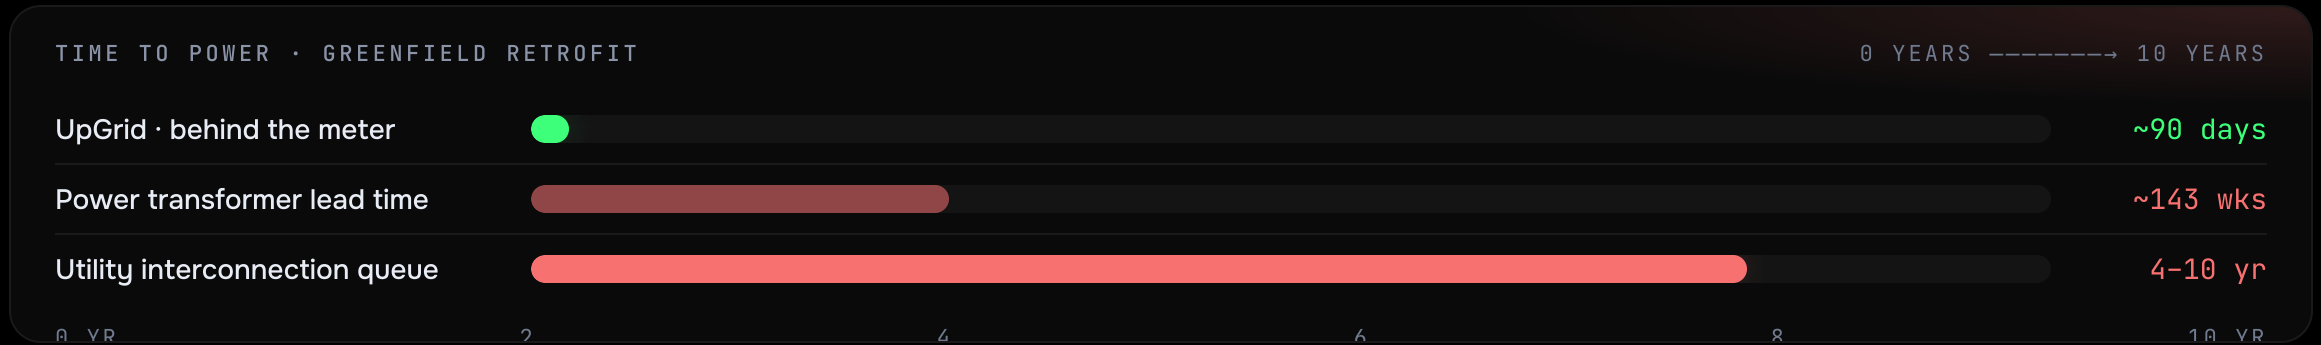 TIME TO POWER · GREENFIELD RETROFIT
0 YEARS ───────→ 10 YEARS
UpGrid · behind the meter ~90 days
Power transformer lead time ~143 wks
Utility interconnection queue 4–10 yr
0 YR 2 4 6 8 10 YR